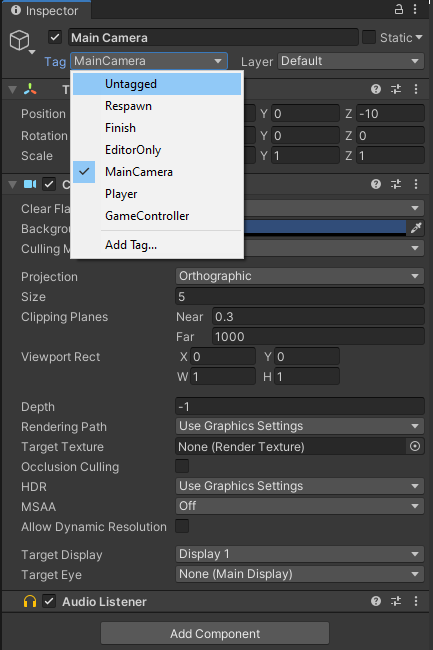 Inspector
Main Camera Static
Tag MainCamera Layer Default
Untagged
Respawn
Finish
EditorOnly
MainCamera
Player
GameController
Add Tag...
T
Position Y 0 Z -10
Rotation Y 0 Z 0
Scale Y 1 Z 1
C
Clear Fla
Backgrou
Culling M
Projection Orthographic
Size 5
Clipping Planes Near 0.3
Far 1000
Viewport Rect X 0 Y 0
W 1 H 1
Depth -1
Rendering Path Use Graphics Settings
Target Texture None (Render Texture)
Occlusion Culling
HDR Use Graphics Settings
MSAA Off
Allow Dynamic Resolution
Target Display Display 1
Target Eye None (Main Display)
Audio Listener
Add Component